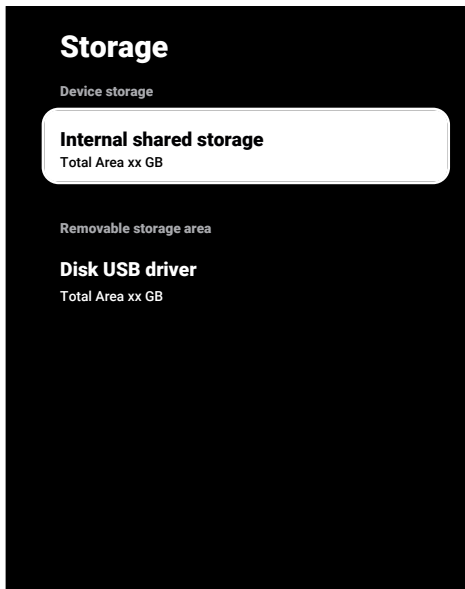 Storage
Device storage
Internal shared storage
Total Area xx GB
Removable storage area
Disk USB driver
Total Area xx GB